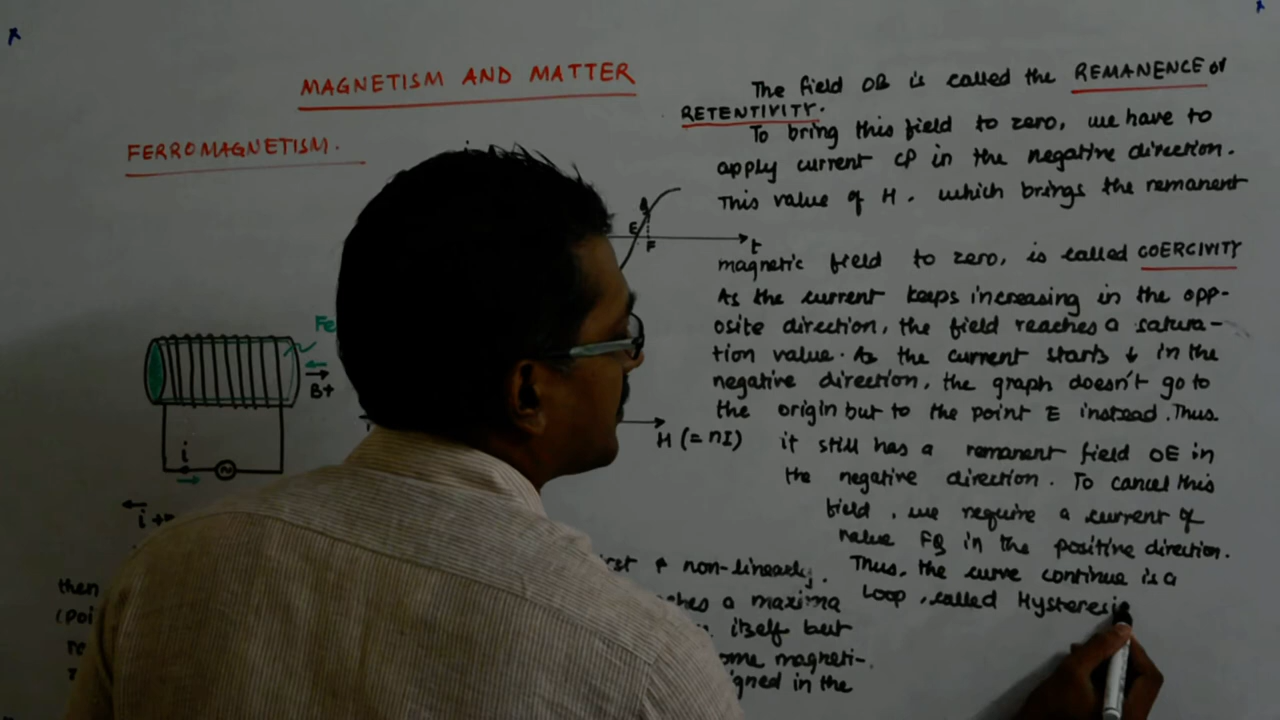 MAGNETISM AND MATTER
FERROMAGNETISM.
Fe
B+
i
i +
E
F
t
H (= nI)
The field OB is called the REMANENCE or
RETENTIVITY.
To bring this field to zero, we have to
apply current CP in the negative direction.
This value of H, which brings the remanent
magnetic field to zero, is called COERCIVITY
As the current keeps increasing in the opp-
osite direction, the field reaches a satura-
tion value. As the current starts ↓ in the
negative direction, the graph doesn't go to
the origin but to the point E instead. Thus
it still has a remanent field OE in
the negative direction. To cancel this
field, we require a current of
value FQ in the positive direction.
Thus, the curve continue is a
Loop, called Hysteresis
then
(poi
rst ↑ non-linearly.
ches a maxima
itself but
ome magneti-
igned in the